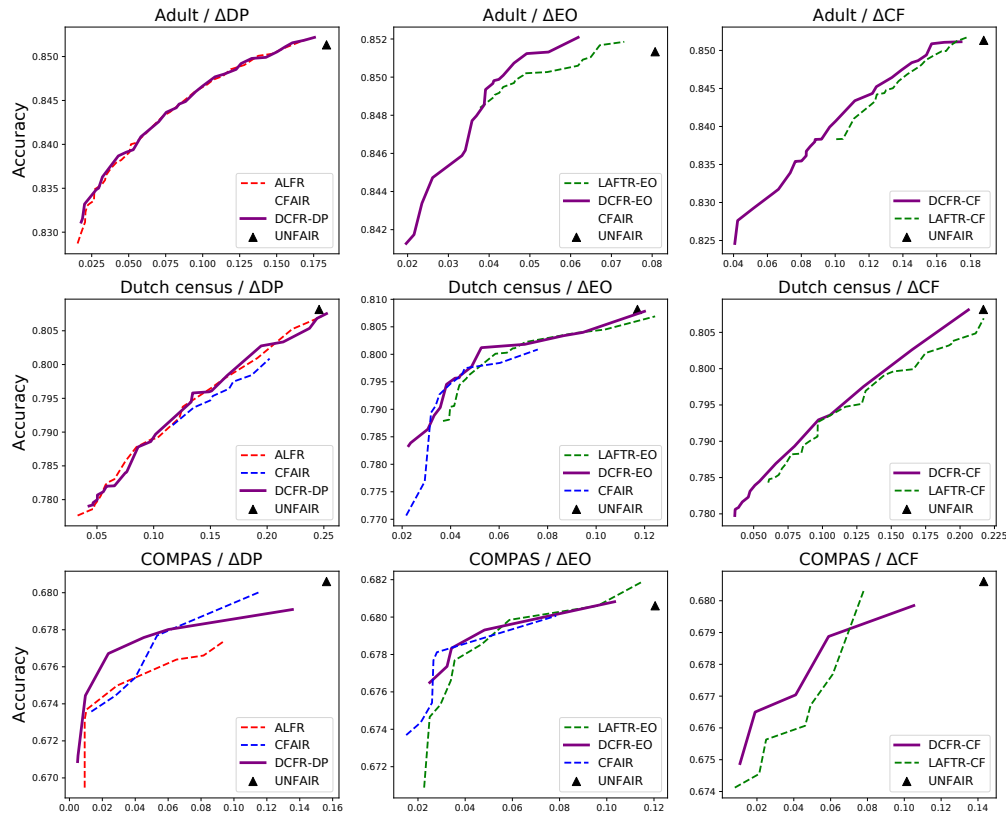 Adult / ΔDP
Accuracy
0.850
0.845
0.840
0.835
0.830
0.025 0.050 0.075 0.100 0.125 0.150 0.175
ALFR
CFAIR
DCFR-DP
UNFAIR
Adult / ΔEO
0.852
0.850
0.848
0.846
0.844
0.842
0.02 0.03 0.04 0.05 0.06 0.07 0.08
LAFTR-EO
DCFR-EO
CFAIR
UNFAIR
Adult / ΔCF
0.850
0.838
0.835
0.833
0.830
0.828
0.825
0.04 0.06 0.08 0.10 0.12 0.14 0.16 0.18
DCFR-CF
LAFTR-CF
UNFAIR
Dutch census / ΔDP
Accuracy
0.805
0.800
0.795
0.790
0.785
0.780
0.05 0.10 0.15 0.20 0.25
ALFR
CFAIR
DCFR-DP
UNFAIR
Dutch census / ΔEO
0.810
0.805
0.800
0.795
0.790
0.785
0.780
0.775
0.770
0.02 0.04 0.06 0.08 0.10 0.12
LAFTR-EO
DCFR-EO
CFAIR
UNFAIR
Dutch census / ΔCF
0.805
0.800
0.795
0.790
0.785
0.780
0.050 0.075 0.100 0.125 0.150 0.175 0.200 0.225
DCFR-CF
LAFTR-CF
UNFAIR
COMPAS / ΔDP
Accuracy
0.680
0.678
0.676
0.674
0.672
0.670
0.00 0.02 0.04 0.06 0.08 0.10 0.12 0.14 0.16
ALFR
CFAIR
DCFR-DP
UNFAIR
COMPAS / ΔEO
0.682
0.680
0.678
0.676
0.674
0.672
0.02 0.04 0.06 0.08 0.10 0.12
LAFTR-EO
DCFR-EO
CFAIR
UNFAIR
COMPAS / ΔCF
0.680
0.679
0.678
0.677
0.676
0.675
0.674
0.02 0.04 0.06 0.08 0.10 0.12 0.14
DCFR-CF
LAFTR-CF
UNFAIR